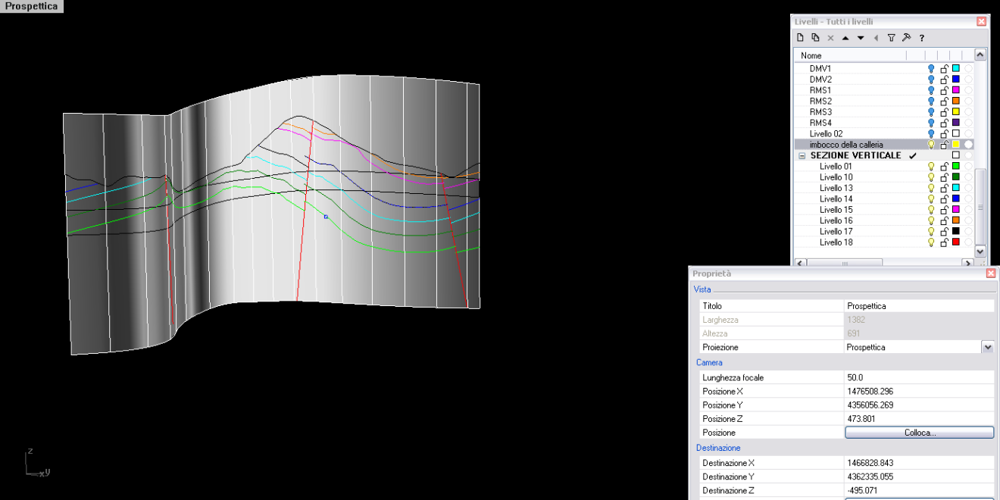 Prospettica
Livelli - Tutti i livelli
?
Nome
DMV1
DMV2
RMS1
RMS2
RMS3
RMS4
Livello 02
imbocco della calleria
SEZIONE VERTICALE
Livello 01
Livello 10
Livello 13
Livello 14
Livello 15
Livello 16
Livello 17
Livello 18
Proprietà
Vista
Titolo Prospettica
Larghezza 1382
Altezza 691
Proiezione Prospettica
Camera
Lunghezza focale 50.0
Posizione X 1476508.296
Posizione Y 4356056.269
Posizione Z 473.801
Posizione Colloca...
Destinazione
Destinazione X 1466828.843
Destinazione Y 4362335.055
Destinazione Z -495.071
z
x y